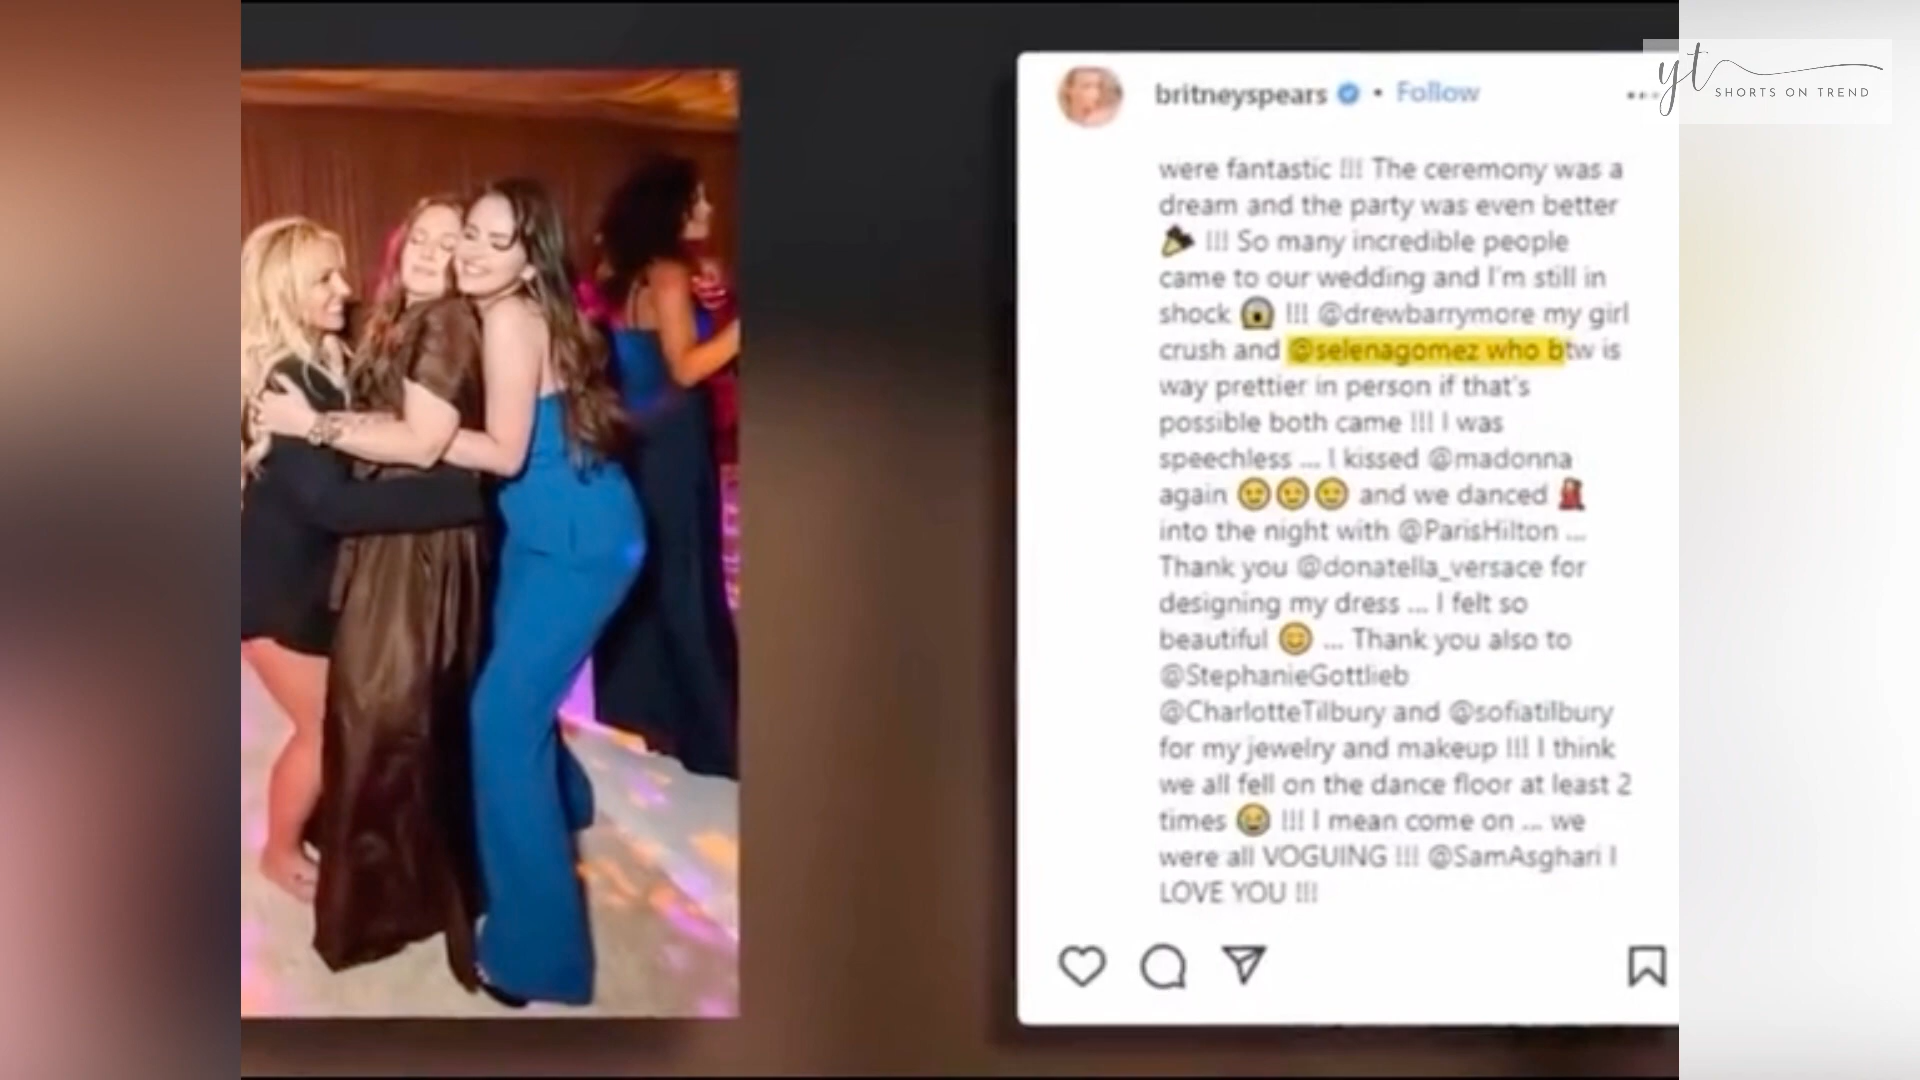 yt
SHORTS ON TREND
britneyspears • Follow
were fantastic !!! The ceremony was a
dream and the party was even better
🎉 !!! So many incredible people
came to our wedding and I'm still in
shock 😱 !!! @drewbarrymore my girl
crush and @selenagomez who btw is
way prettier in person if that's
possible both came !!! I was
speechless ... I kissed @madonna
again 😉😉😉 and we danced 💃
into the night with @ParisHilton ...
Thank you @donatella_versace for
designing my dress ... I felt so
beautiful 😊 ... Thank you also to
@StephanieGottlieb
@CharlotteTilbury and @sofiatilbury
for my jewelry and makeup !!! I think
we all fell on the dance floor at least 2
times 😂 !!! I mean come on ... we
were all VOGUING !!! @SamAsghari I
LOVE YOU !!!